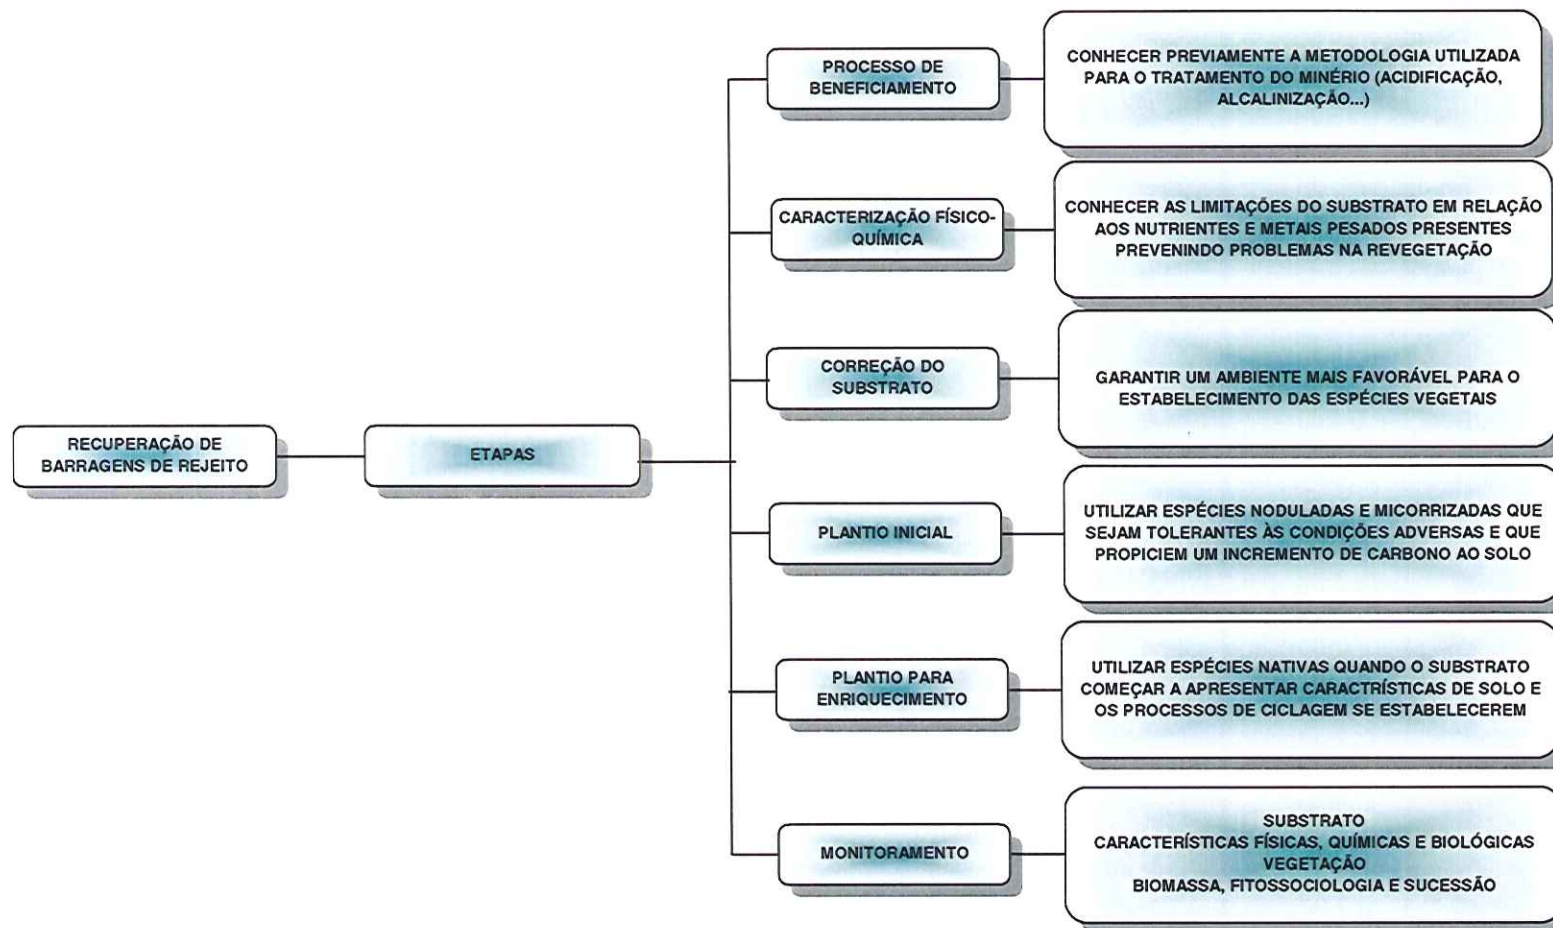 RECUPERAÇÃO DE
BARRAGENS DE REJEITO
ETAPAS
PROCESSO DE
BENEFICIAMENTO
CONHECER PREVIAMENTE A METODOLOGIA UTILIZADA
PARA O TRATAMENTO DO MINÉRIO (ACIDIFICAÇÃO,
ALCALINIZAÇÃO...)
CARACTERIZAÇÃO FÍSICO-
QUÍMICA
CONHECER AS LIMITAÇÕES DO SUBSTRATO EM RELAÇÃO
AOS NUTRIENTES E METAIS PESADOS PRESENTES
PREVENINDO PROBLEMAS NA REVEGETAÇÃO
CORREÇÃO DO
SUBSTRATO
GARANTIR UM AMBIENTE MAIS FAVORÁVEL PARA O
ESTABELECIMENTO DAS ESPÉCIES VEGETAIS
PLANTIO INICIAL
UTILIZAR ESPÉCIES NODULADAS E MICORRIZADAS QUE
SEJAM TOLERANTES ÀS CONDIÇÕES ADVERSAS E QUE
PROPICIEM UM INCREMENTO DE CARBONO AO SOLO
PLANTIO PARA
ENRIQUECIMENTO
UTILIZAR ESPÉCIES NATIVAS QUANDO O SUBSTRATO
COMEÇAR A APRESENTAR CARACTRÍSTICAS DE SOLO E
OS PROCESSOS DE CICLAGEM SE ESTABELECEREM
MONITORAMENTO
SUBSTRATO
CARACTERÍSTICAS FÍSICAS, QUÍMICAS E BIOLÓGICAS
VEGETAÇÃO
BIOMASSA, FITOSSOCIOLOGIA E SUCESSÃO